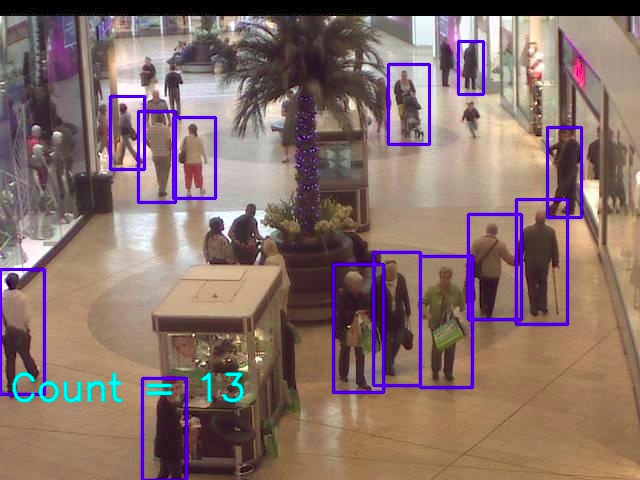 Count = 13